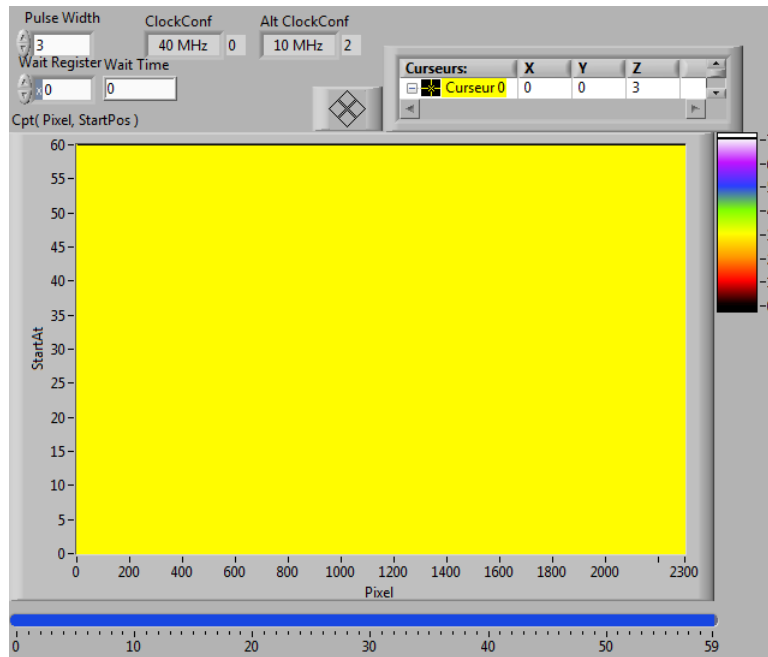 Pulse Width ClockConf Alt ClockConf
3 40 MHz 0 10 MHz 2
Wait Register Wait Time
x0 0
Curseurs: X Y Z
Curseur 0 0 0 3
Cpt( Pixel, StartPos )
60
55
50
45
40
35
30
25
20
15
10
5
0
StartAt
0 200 400 600 800 1000 1200 1400 1600 1800 2000 2300
Pixel
0 10 20 30 40 50 59